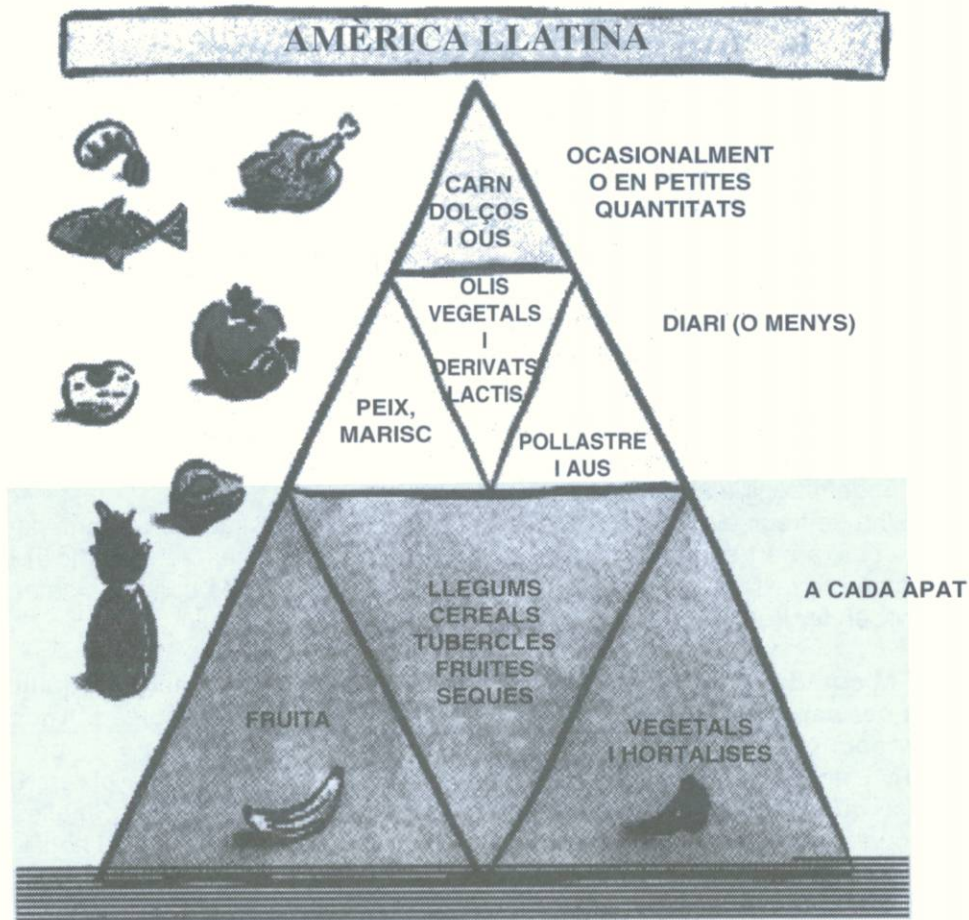 AMÈRICA LLATINA
OCASIONALMENT
O EN PETITES
QUANTITATS
CARN
DOLÇOS
I OUS
OLIS
VEGETALS
I
DERIVATS
LACTIS
DIARI (O MENYS)
PEIX,
MARISC
POLLASTRE
I AUS
A CADA ÀPAT
LLEGUMS
CEREALS
TUBERCLES
FRUITES
SEQUES
FRUITA
VEGETALS
I HORTALISES